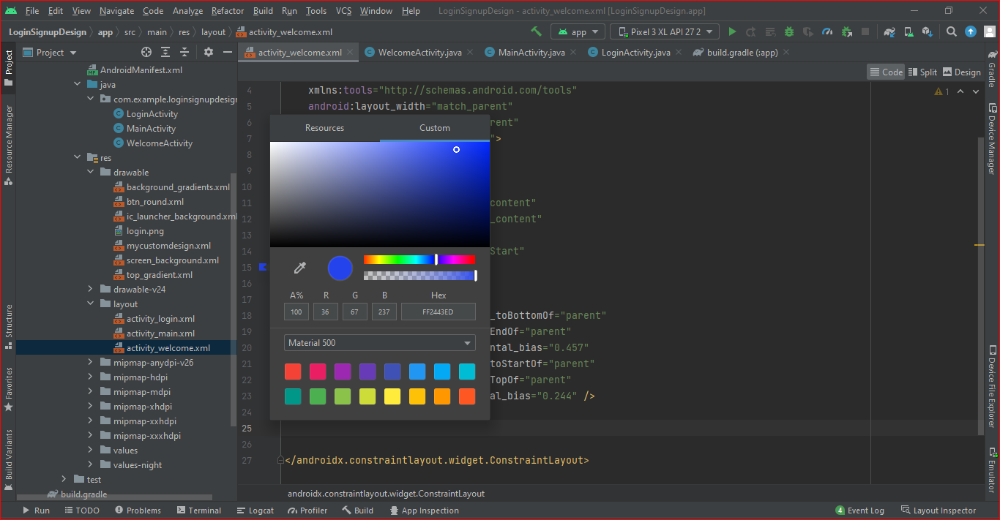 File Edit View Navigate Code Analyze Refactor Build Run Tools VCS Window Help LoginSignupDesign - activity_welcome.xml [LoginSignupDesign.app]
LoginSignupDesign app src main res layout activity_welcome.xml app Pixel 3 XL API 27 2
Project activity_welcome.xml WelcomeActivity.java MainActivity.java LoginActivity.java build.gradle (:app)
Code Split Design
Project
Resource Manager
Structure
Favorites
Build Variants
AndroidManifest.xml
java
com.example.loginsignupdesign
LoginActivity
MainActivity
WelcomeActivity
res
drawable
background_gradients.xml
btn_round.xml
ic_launcher_background.xml
login.png
mycustomdesign.xml
screen_background.xml
top_gradient.xml
drawable-v24
layout
activity_login.xml
activity_main.xml
activity_welcome.xml
mipmap-anydpi-v26
mipmap-hdpi
mipmap-mdpi
mipmap-xhdpi
mipmap-xxhdpi
mipmap-xxxhdpi
values
values-night
test
build.gradle
4 xmlns:tools="http://schemas.android.com/tools"
5 android:layout_width="match_parent"
6 rent"
7 ">
8
9
10
11 _content"
12 _content"
13
14 Start"
15
16
17
18 _toBottomOf="parent"
19 EndOf="parent"
20 ntal_bias="0.457"
21 toStartOf="parent"
22 TopOf="parent"
23 al_bias="0.244" />
24
25
26
27 </androidx.constraintlayout.widget.ConstraintLayout>
1
Resources Custom
A% R G B Hex
100 36 67 237 FF2443ED
Material 500
androidx.constraintlayout.widget.ConstraintLayout
Gradle
Device Manager
Device File Explorer
Emulator
Run TODO Problems Terminal Logcat Profiler Build App Inspection 4 Event Log Layout Inspector